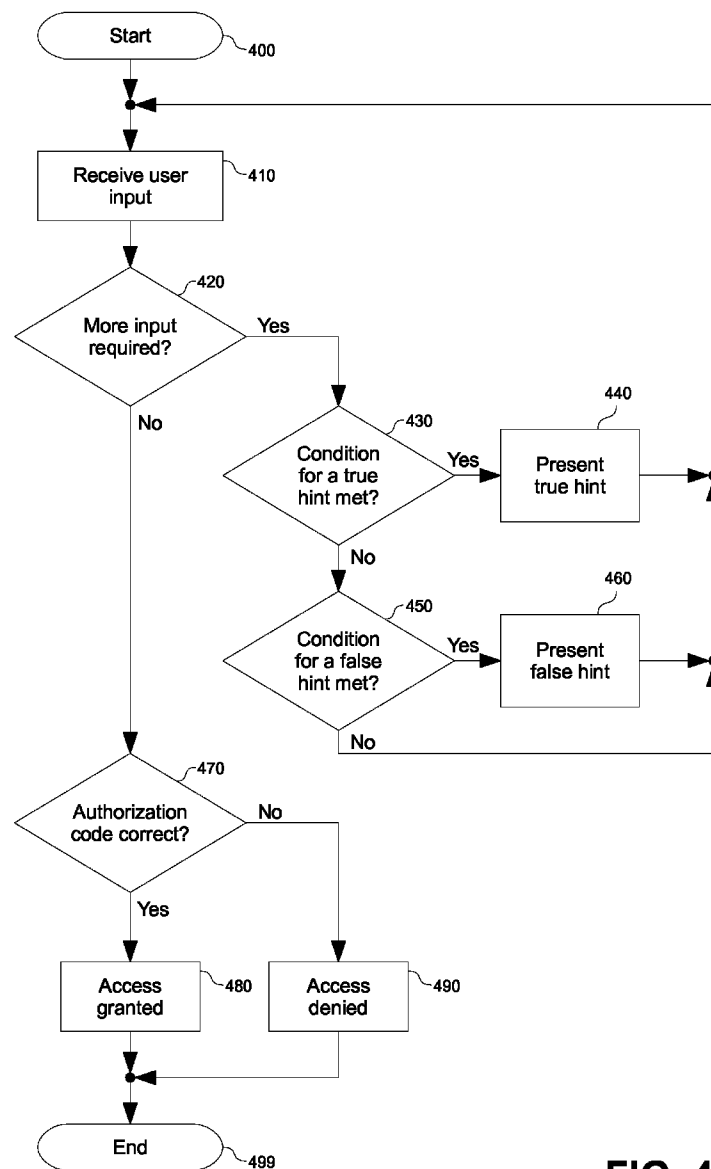 Start
400
Receive user
input
410
420
More input
required?
Yes
No
430
Condition
for a true
hint met?
Yes
No
440
Present
true hint
450
Condition
for a false
hint met?
Yes
No
460
Present
false hint
470
Authorization
code correct?
No
Yes
Access
granted
480
Access
denied
490
End
499
FIG. 4